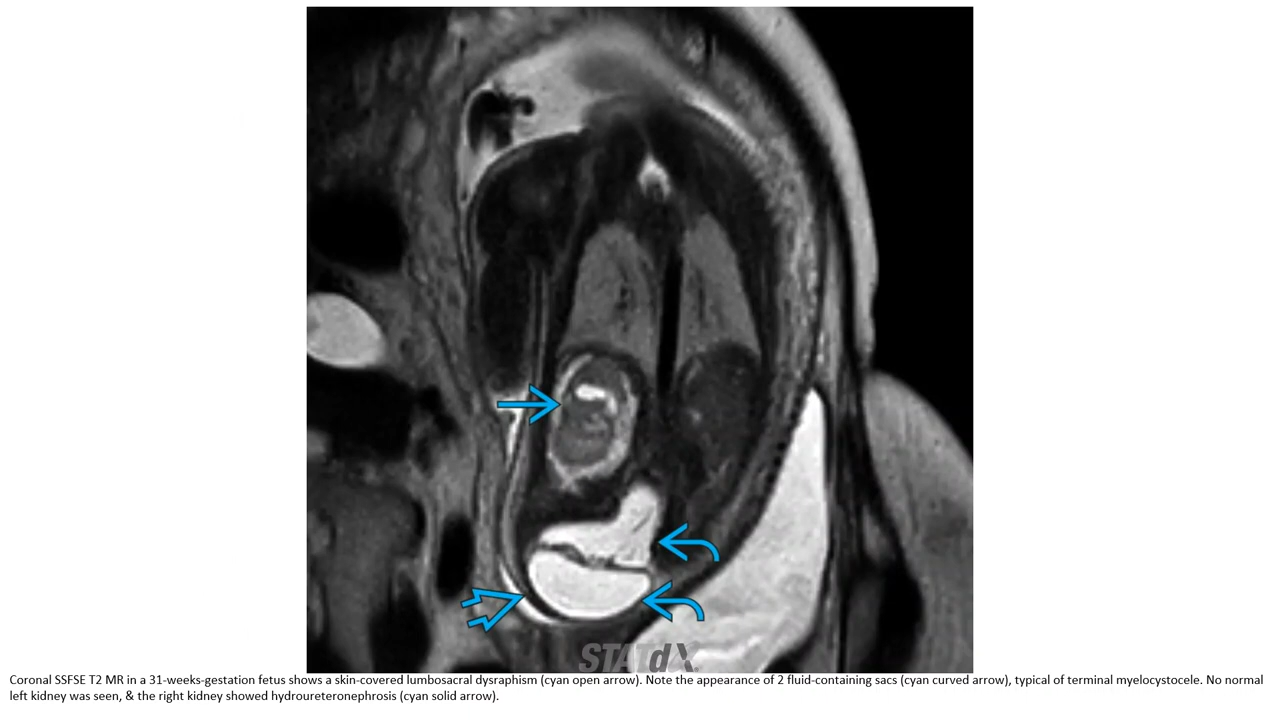 STATdX
Coronal SSFSE T2 MR in a 31-weeks-gestation fetus shows a skin-covered lumbosacral dysraphism (cyan open arrow). Note the appearance of 2 fluid-containing sacs (cyan curved arrow), typical of terminal myelocystocele. No normal
left kidney was seen, & the right kidney showed hydroureteronephrosis (cyan solid arrow).